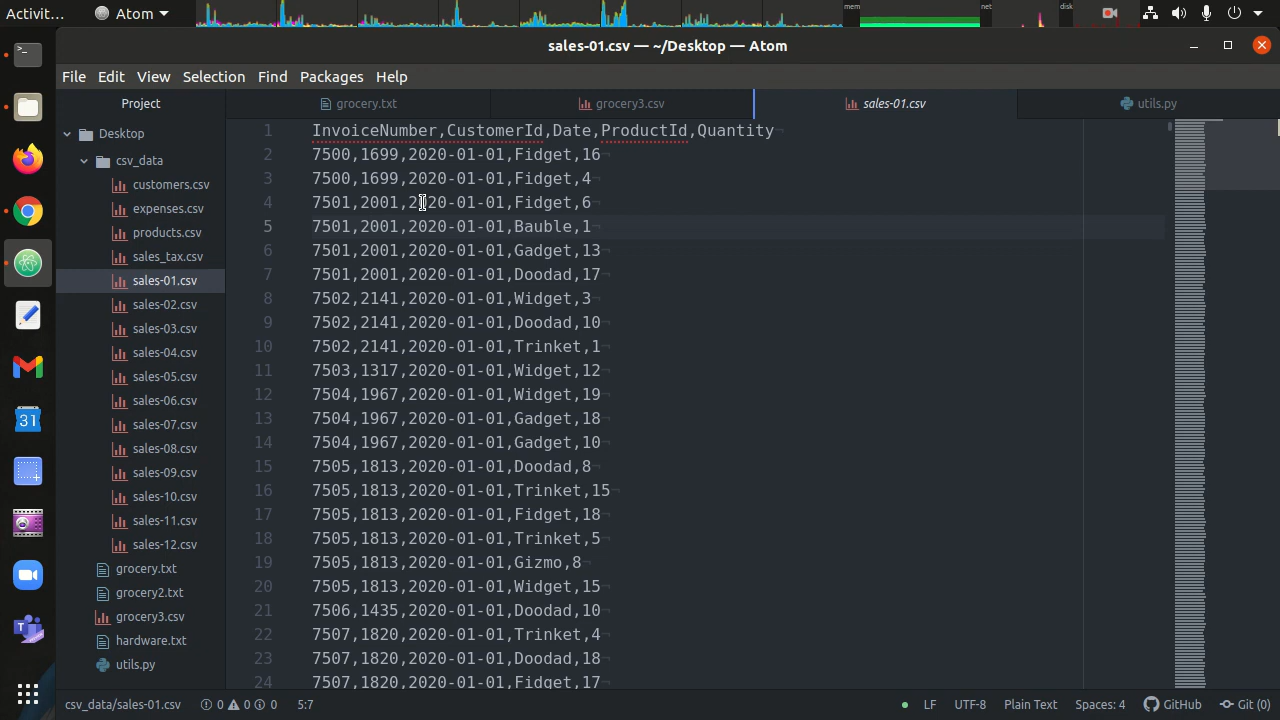 Activit... Atom mem net disk
sales-01.csv — ~/Desktop — Atom
File Edit View Selection Find Packages Help
Project grocery.txt grocery3.csv sales-01.csv utils.py
Desktop
csv_data
customers.csv
expenses.csv
products.csv
sales_tax.csv
sales-01.csv
sales-02.csv
sales-03.csv
sales-04.csv
sales-05.csv
sales-06.csv
sales-07.csv
sales-08.csv
sales-09.csv
sales-10.csv
sales-11.csv
sales-12.csv
grocery.txt
grocery2.txt
grocery3.csv
hardware.txt
utils.py
31
1 InvoiceNumber,CustomerId,Date,ProductId,Quantity¬
2 7500,1699,2020-01-01,Fidget,16¬
3 7500,1699,2020-01-01,Fidget,4¬
4 7501,2001,2020-01-01,Fidget,6¬
5 7501,2001,2020-01-01,Bauble,1¬
6 7501,2001,2020-01-01,Gadget,13¬
7 7501,2001,2020-01-01,Doodad,17¬
8 7502,2141,2020-01-01,Widget,3¬
9 7502,2141,2020-01-01,Doodad,10¬
10 7502,2141,2020-01-01,Trinket,1¬
11 7503,1317,2020-01-01,Widget,12¬
12 7504,1967,2020-01-01,Widget,19¬
13 7504,1967,2020-01-01,Gadget,18¬
14 7504,1967,2020-01-01,Gadget,10¬
15 7505,1813,2020-01-01,Doodad,8¬
16 7505,1813,2020-01-01,Trinket,15¬
17 7505,1813,2020-01-01,Fidget,18¬
18 7505,1813,2020-01-01,Trinket,5¬
19 7505,1813,2020-01-01,Gizmo,8¬
20 7505,1813,2020-01-01,Widget,15¬
21 7506,1435,2020-01-01,Doodad,10¬
22 7507,1820,2020-01-01,Trinket,4¬
23 7507,1820,2020-01-01,Doodad,18¬
24 7507,1820,2020-01-01,Fidget,17¬
csv_data/sales-01.csv 0 0 0 5:7 LF UTF-8 Plain Text Spaces: 4 GitHub Git (0)